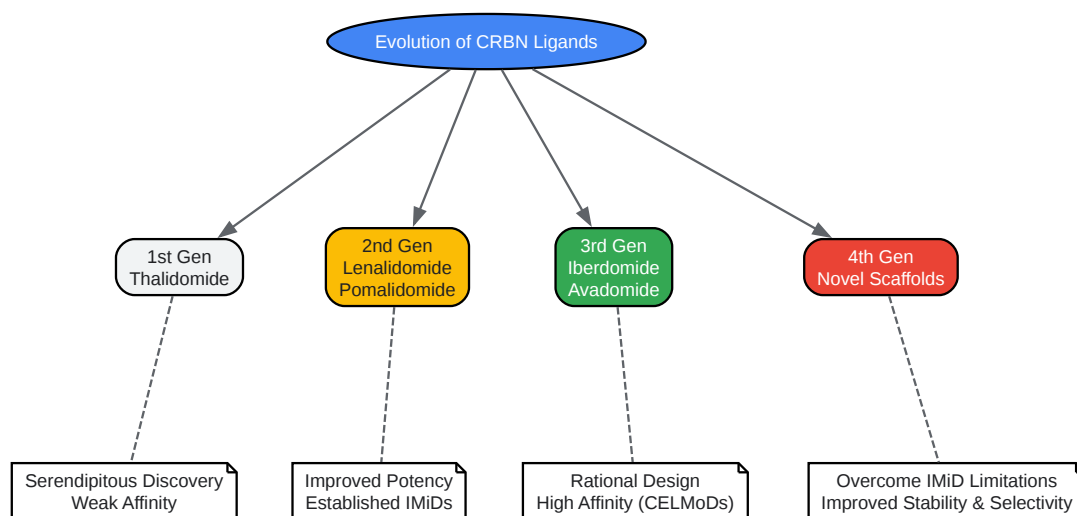 Evolution of CRBN Ligands
1st Gen
Thalidomide
2nd Gen
Lenalidomide
Pomalidomide
3rd Gen
Iberdomide
Avadomide
4th Gen
Novel Scaffolds
Serendipitous Discovery
Weak Affinity
Improved Potency
Established IMiDs
Rational Design
High Affinity (CELMoDs)
Overcome IMiD Limitations
Improved Stability & Selectivity